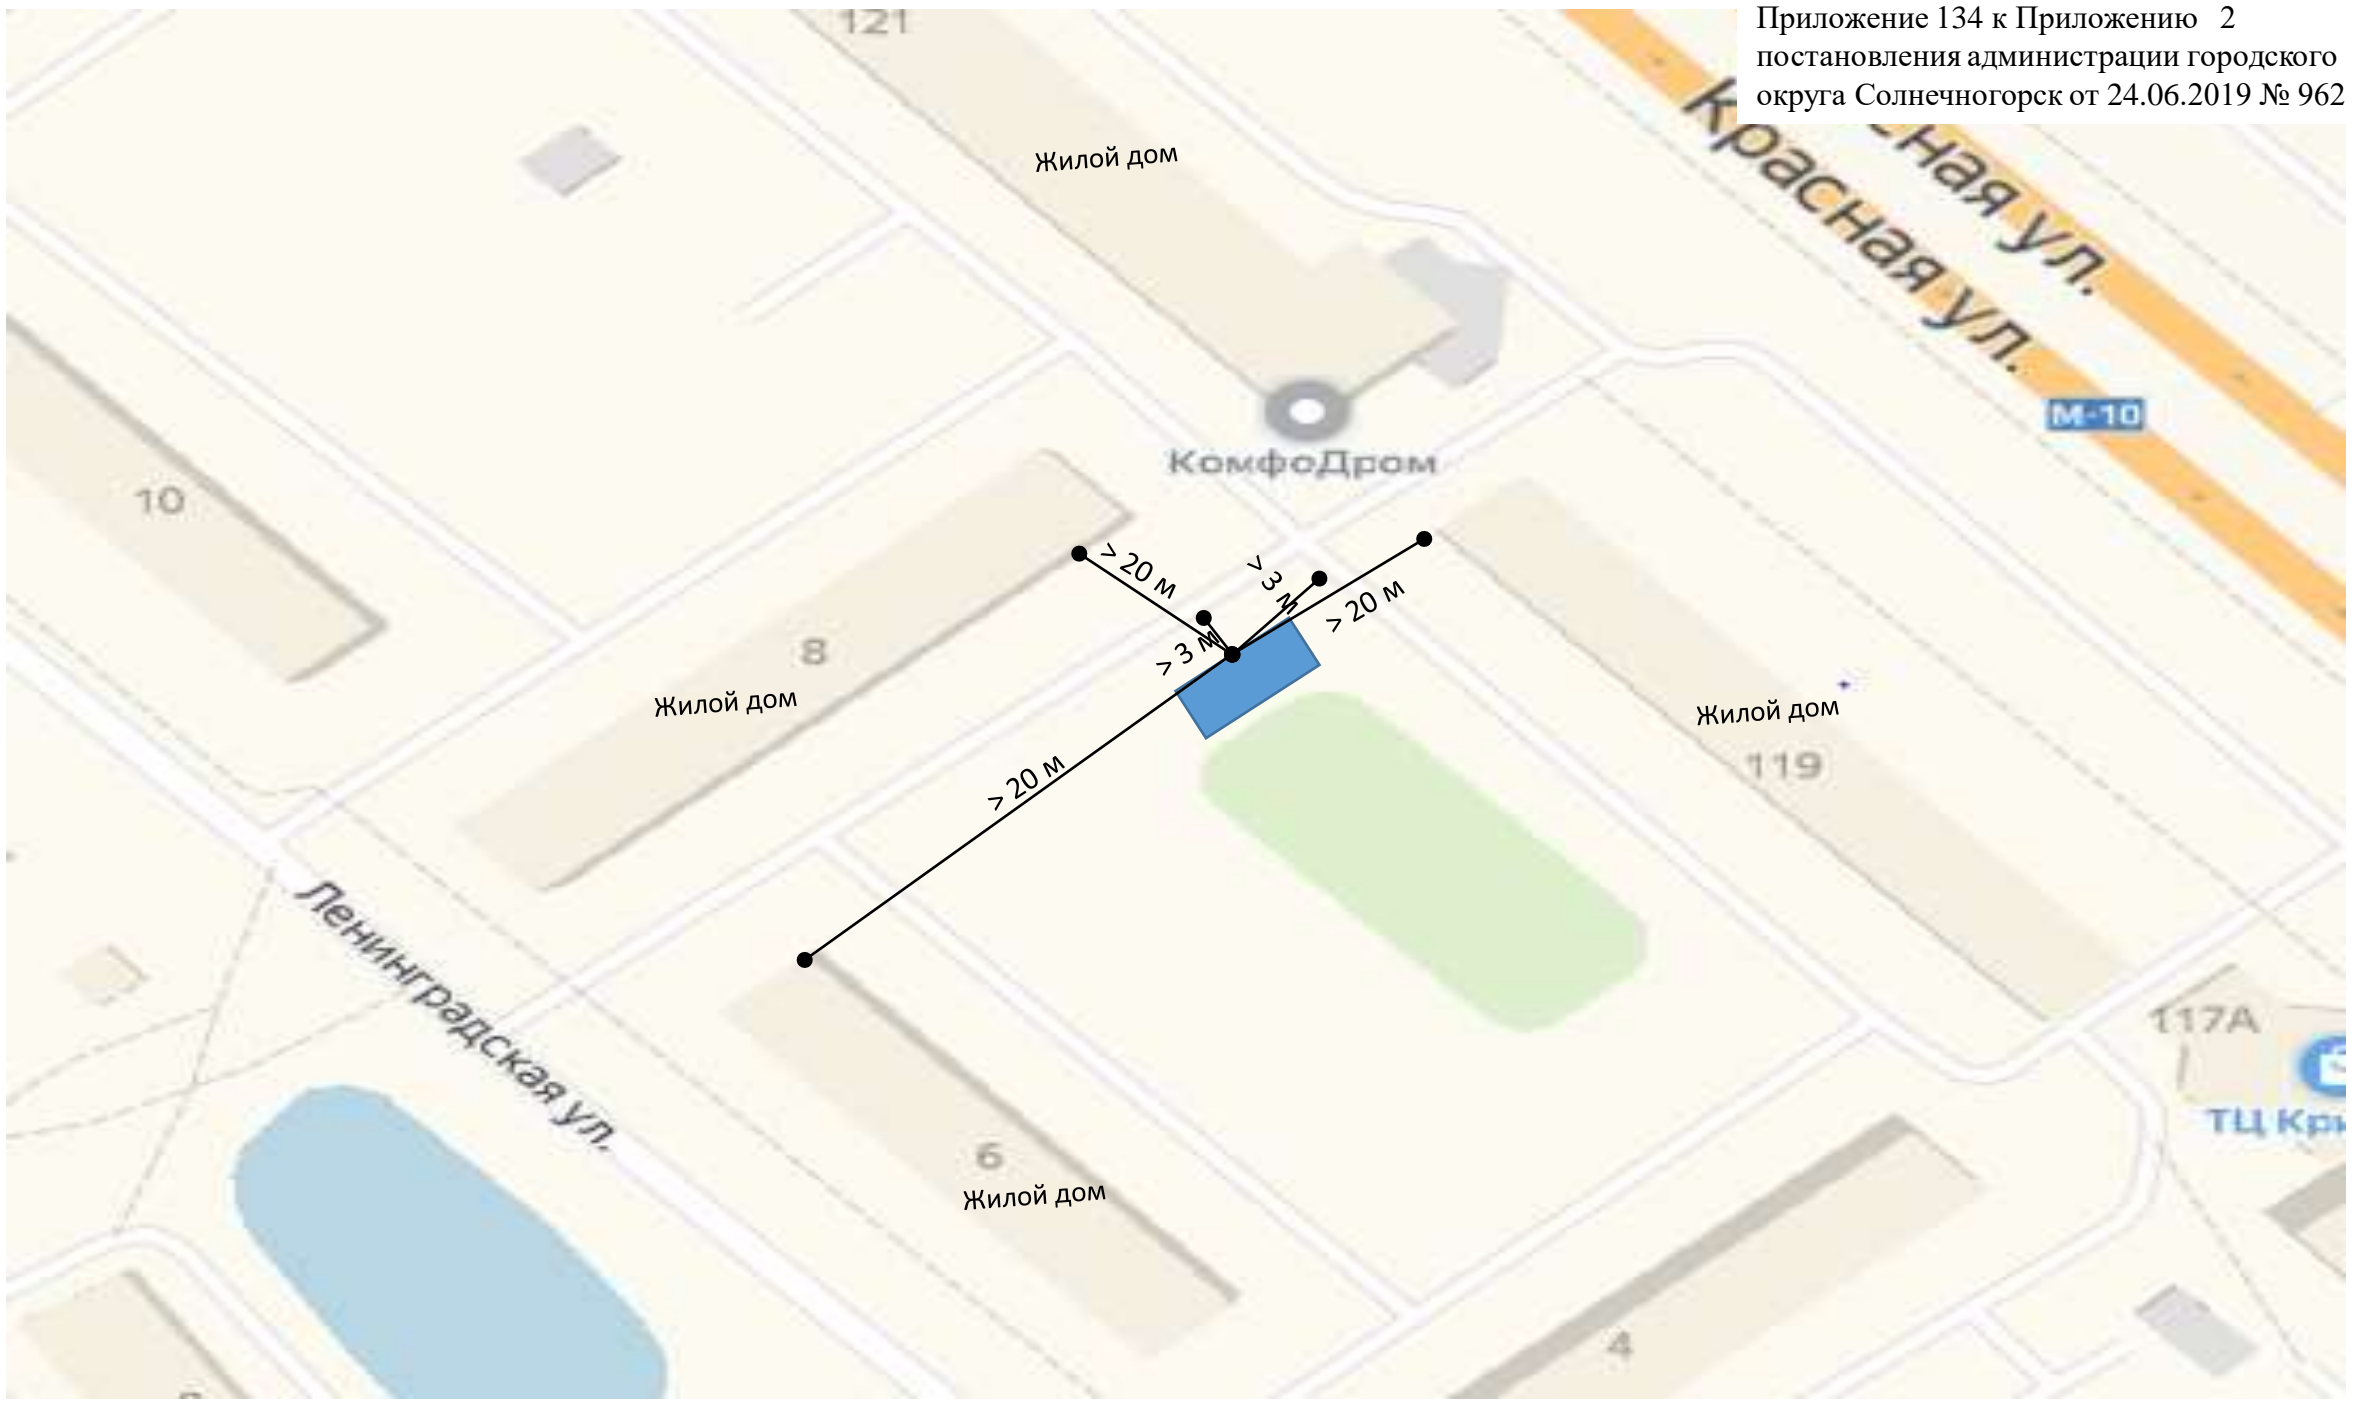 Приложение 134 к Приложению 2
постановления администрации городского
округа Солнечногорск от 24.06.2019 № 962
121
Жилой дом
сная ул.
Красная ул.
М-10
КомфоДром
10
> 20 м
> 3 м
> 20 м
> 3 м
8
Жилой дом
Жилой дом
119
> 20 м
Ленинградская ул.
117А
ТЦ Кри
6
Жилой дом
4